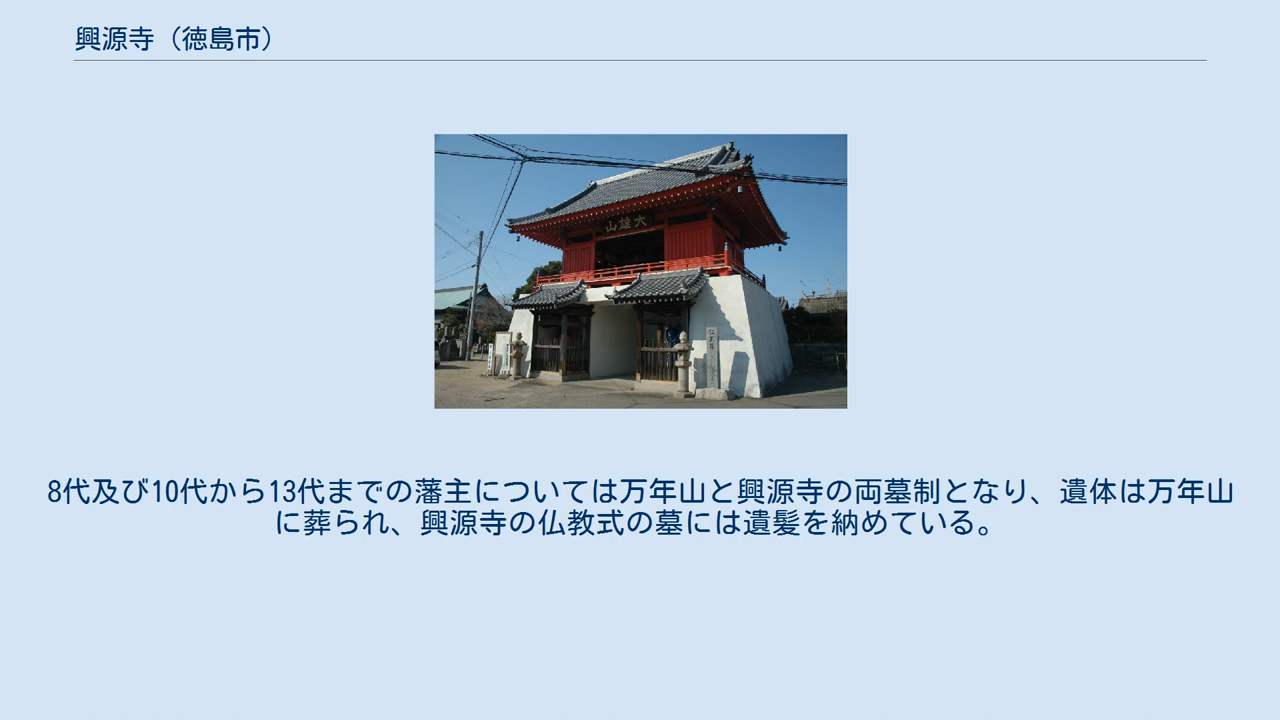 興源寺（徳島市）
山雄大
8代及び10代から13代までの藩主については万年山と興源寺の両墓制となり、遺体は万年山
に葬られ、興源寺の仏教式の墓には遺髪を納めている。